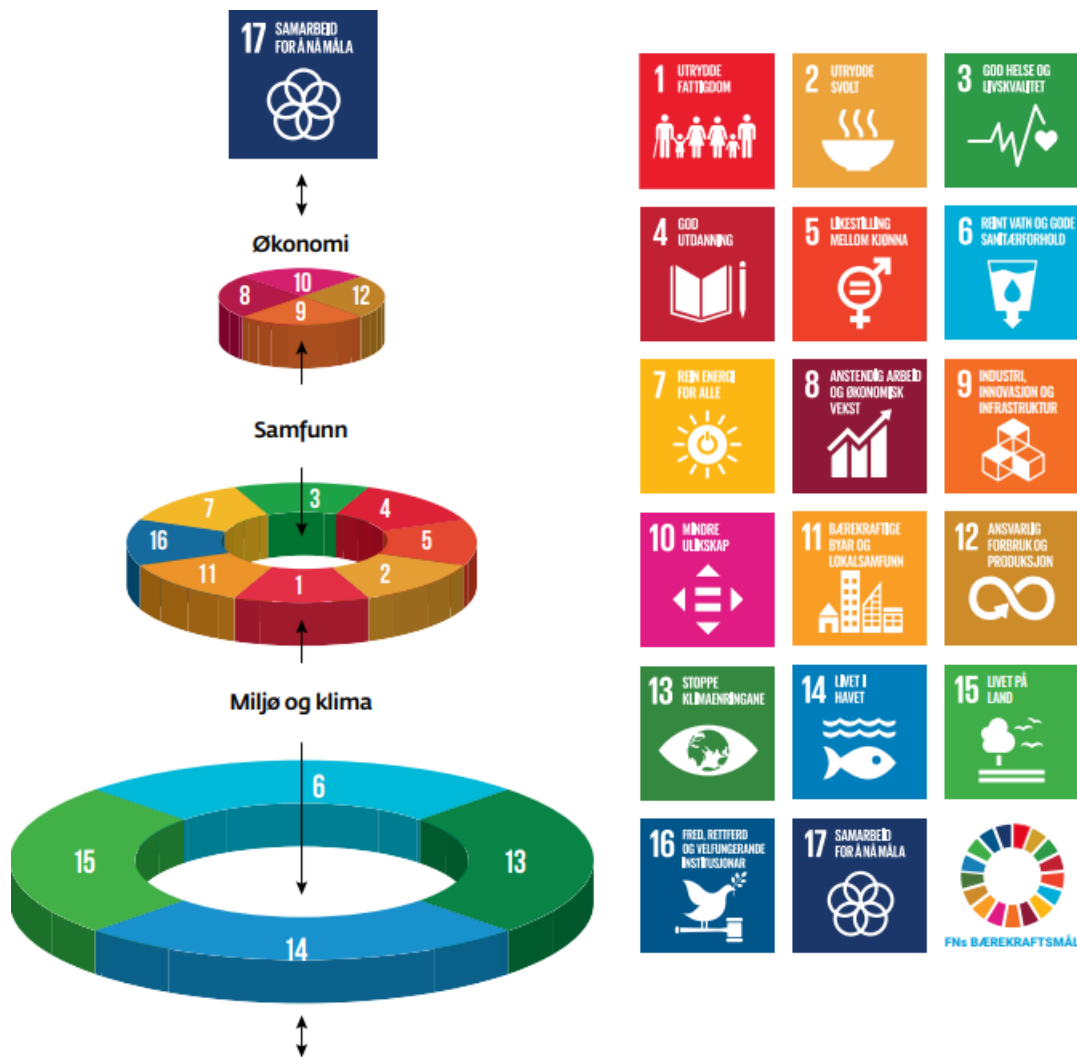 17 SAMARBEID
FOR Å NÅ MÅLA
Økonomi
10
8
12
9
Samfunn
3
7
4
16
5
11
2
1
Miljø og klima
6
15
13
14
1 UTRYDDE
FATTIGDOM
2 UTRYDDE
SVOLT
3 GOD HELSE OG
LIVSKVALITET
4 GOD
UTDANNING
5 LIKESTILLING
MELLOM KJØNNA
6 REINT VATN OG GODE
SANITÆRFORHOLD
7 REIN ENERGI
FOR ALLE
8 ANSTENDIG ARBEID
OG ØKONOMISK
VEKST
9 INDUSTRI,
INNOVASJON OG
INFRASTRUKTUR
10 MINDRE
ULIKSKAP
11 BÆREKRAFTIGE
BYAR OG
LOKALSAMFUNN
12 ANSVARLIG
FORBRUK OG
PRODUKSJON
13 STOPPE
KLIMAENRINGANE
14 LIVET I
HAVET
15 LIVET PÅ
LAND
16 FRED, RETTFERD
OG VELFUNGERANDE
INSTITUSJONAR
17 SAMARBEID
FOR Å NÅ MÅLA
FNs BÆREKRAFTSMÅL